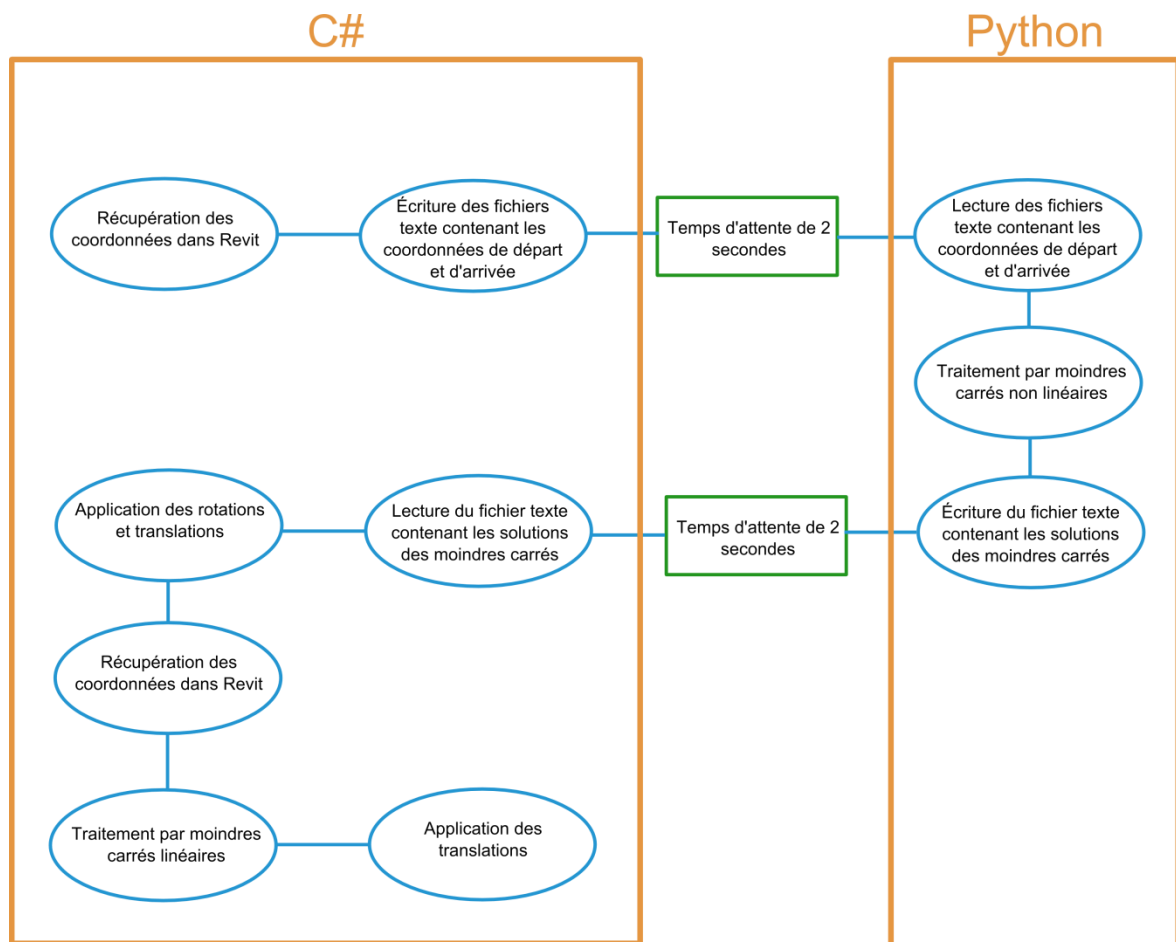 C#
Python
Récupération des
coordonnées dans Revit
Écriture des fichiers
texte contenant les
coordonnées de départ
et d'arrivée
Temps d'attente de 2
secondes
Lecture des fichiers
texte contenant les
coordonnées de départ
et d'arrivée
Traitement par moindres
carrés non linéaires
Écriture du fichier texte
contenant les solutions
des moindres carrés
Temps d'attente de 2
secondes
Lecture du fichier texte
contenant les solutions
des moindres carrés
Application des rotations
et translations
Récupération des
coordonnées dans Revit
Traitement par moindres
carrés linéaires
Application des
translations